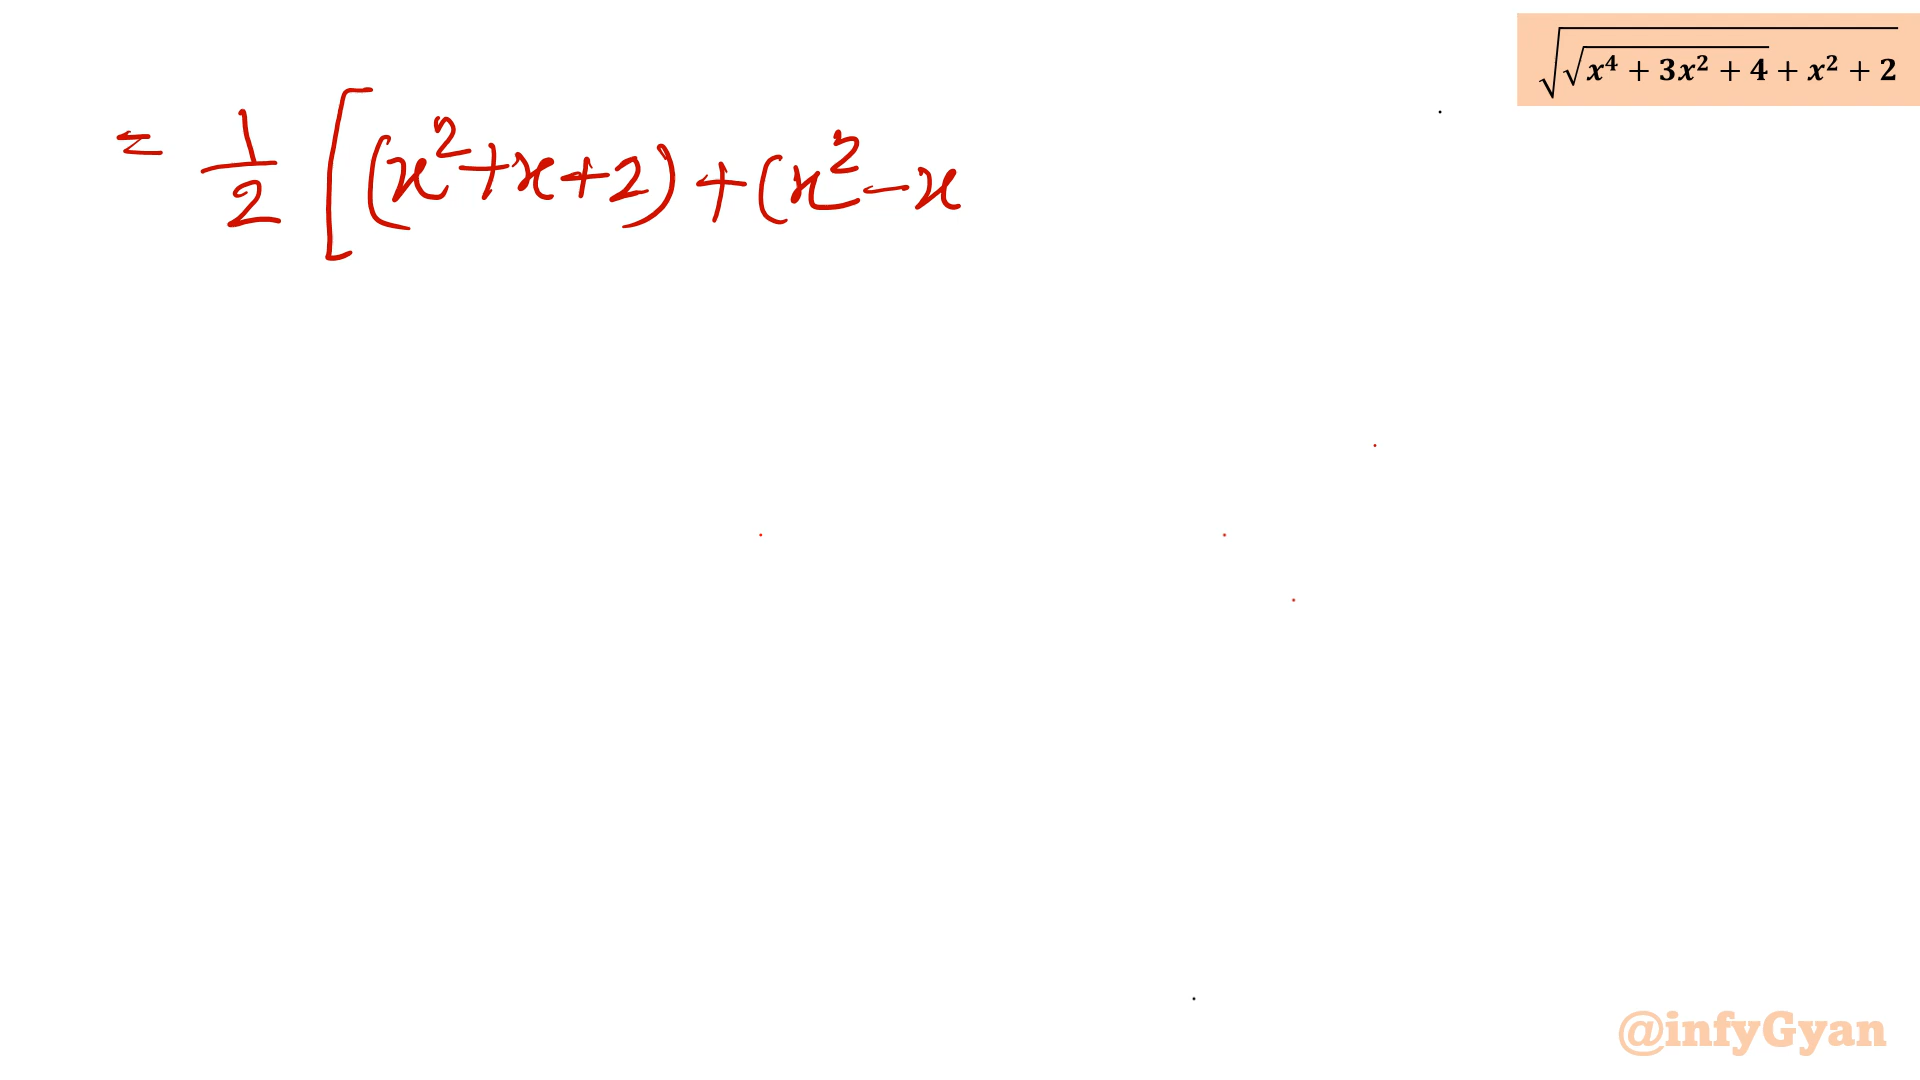 √(√(x⁴ + 3x² + 4) + x² + 2)
= 1/2 [(x² + x + 2) + (x² - x
@infyGyan